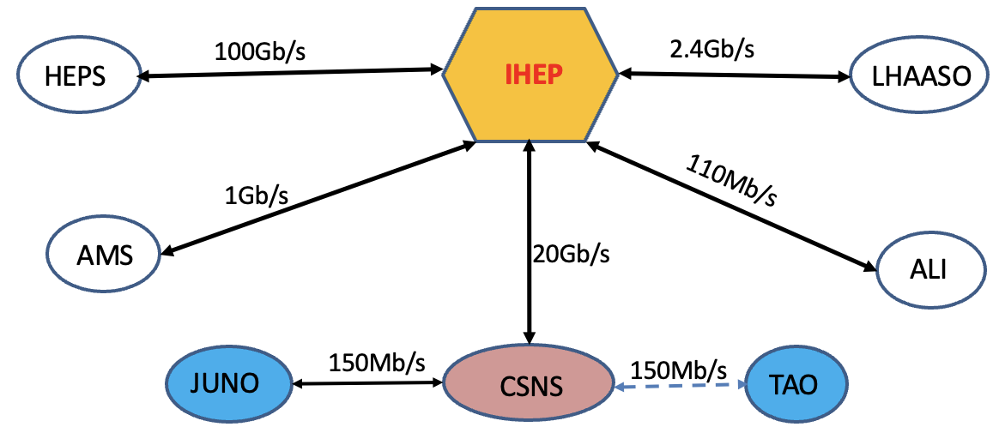 100Gb/s
2.4Gb/s
HEPS
IHEP
LHAASO
110Mb/s
1Gb/s
AMS
20Gb/s
ALI
150Mb/s
150Mb/s
JUNO
CSNS
TAO